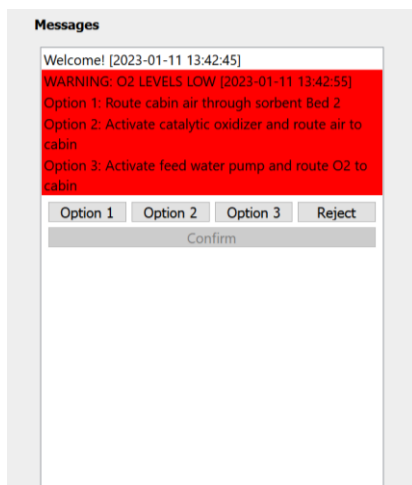 Messages
Welcome! [2023-01-11 13:42:45]
WARNING: O2 LEVELS LOW [2023-01-11 13:42:55]
Option 1: Route cabin air through sorbent Bed 2
Option 2: Activate catalytic oxidizer and route air to
cabin
Option 3: Activate feed water pump and route O2 to
cabin
Option 1 Option 2 Option 3 Reject
Confirm